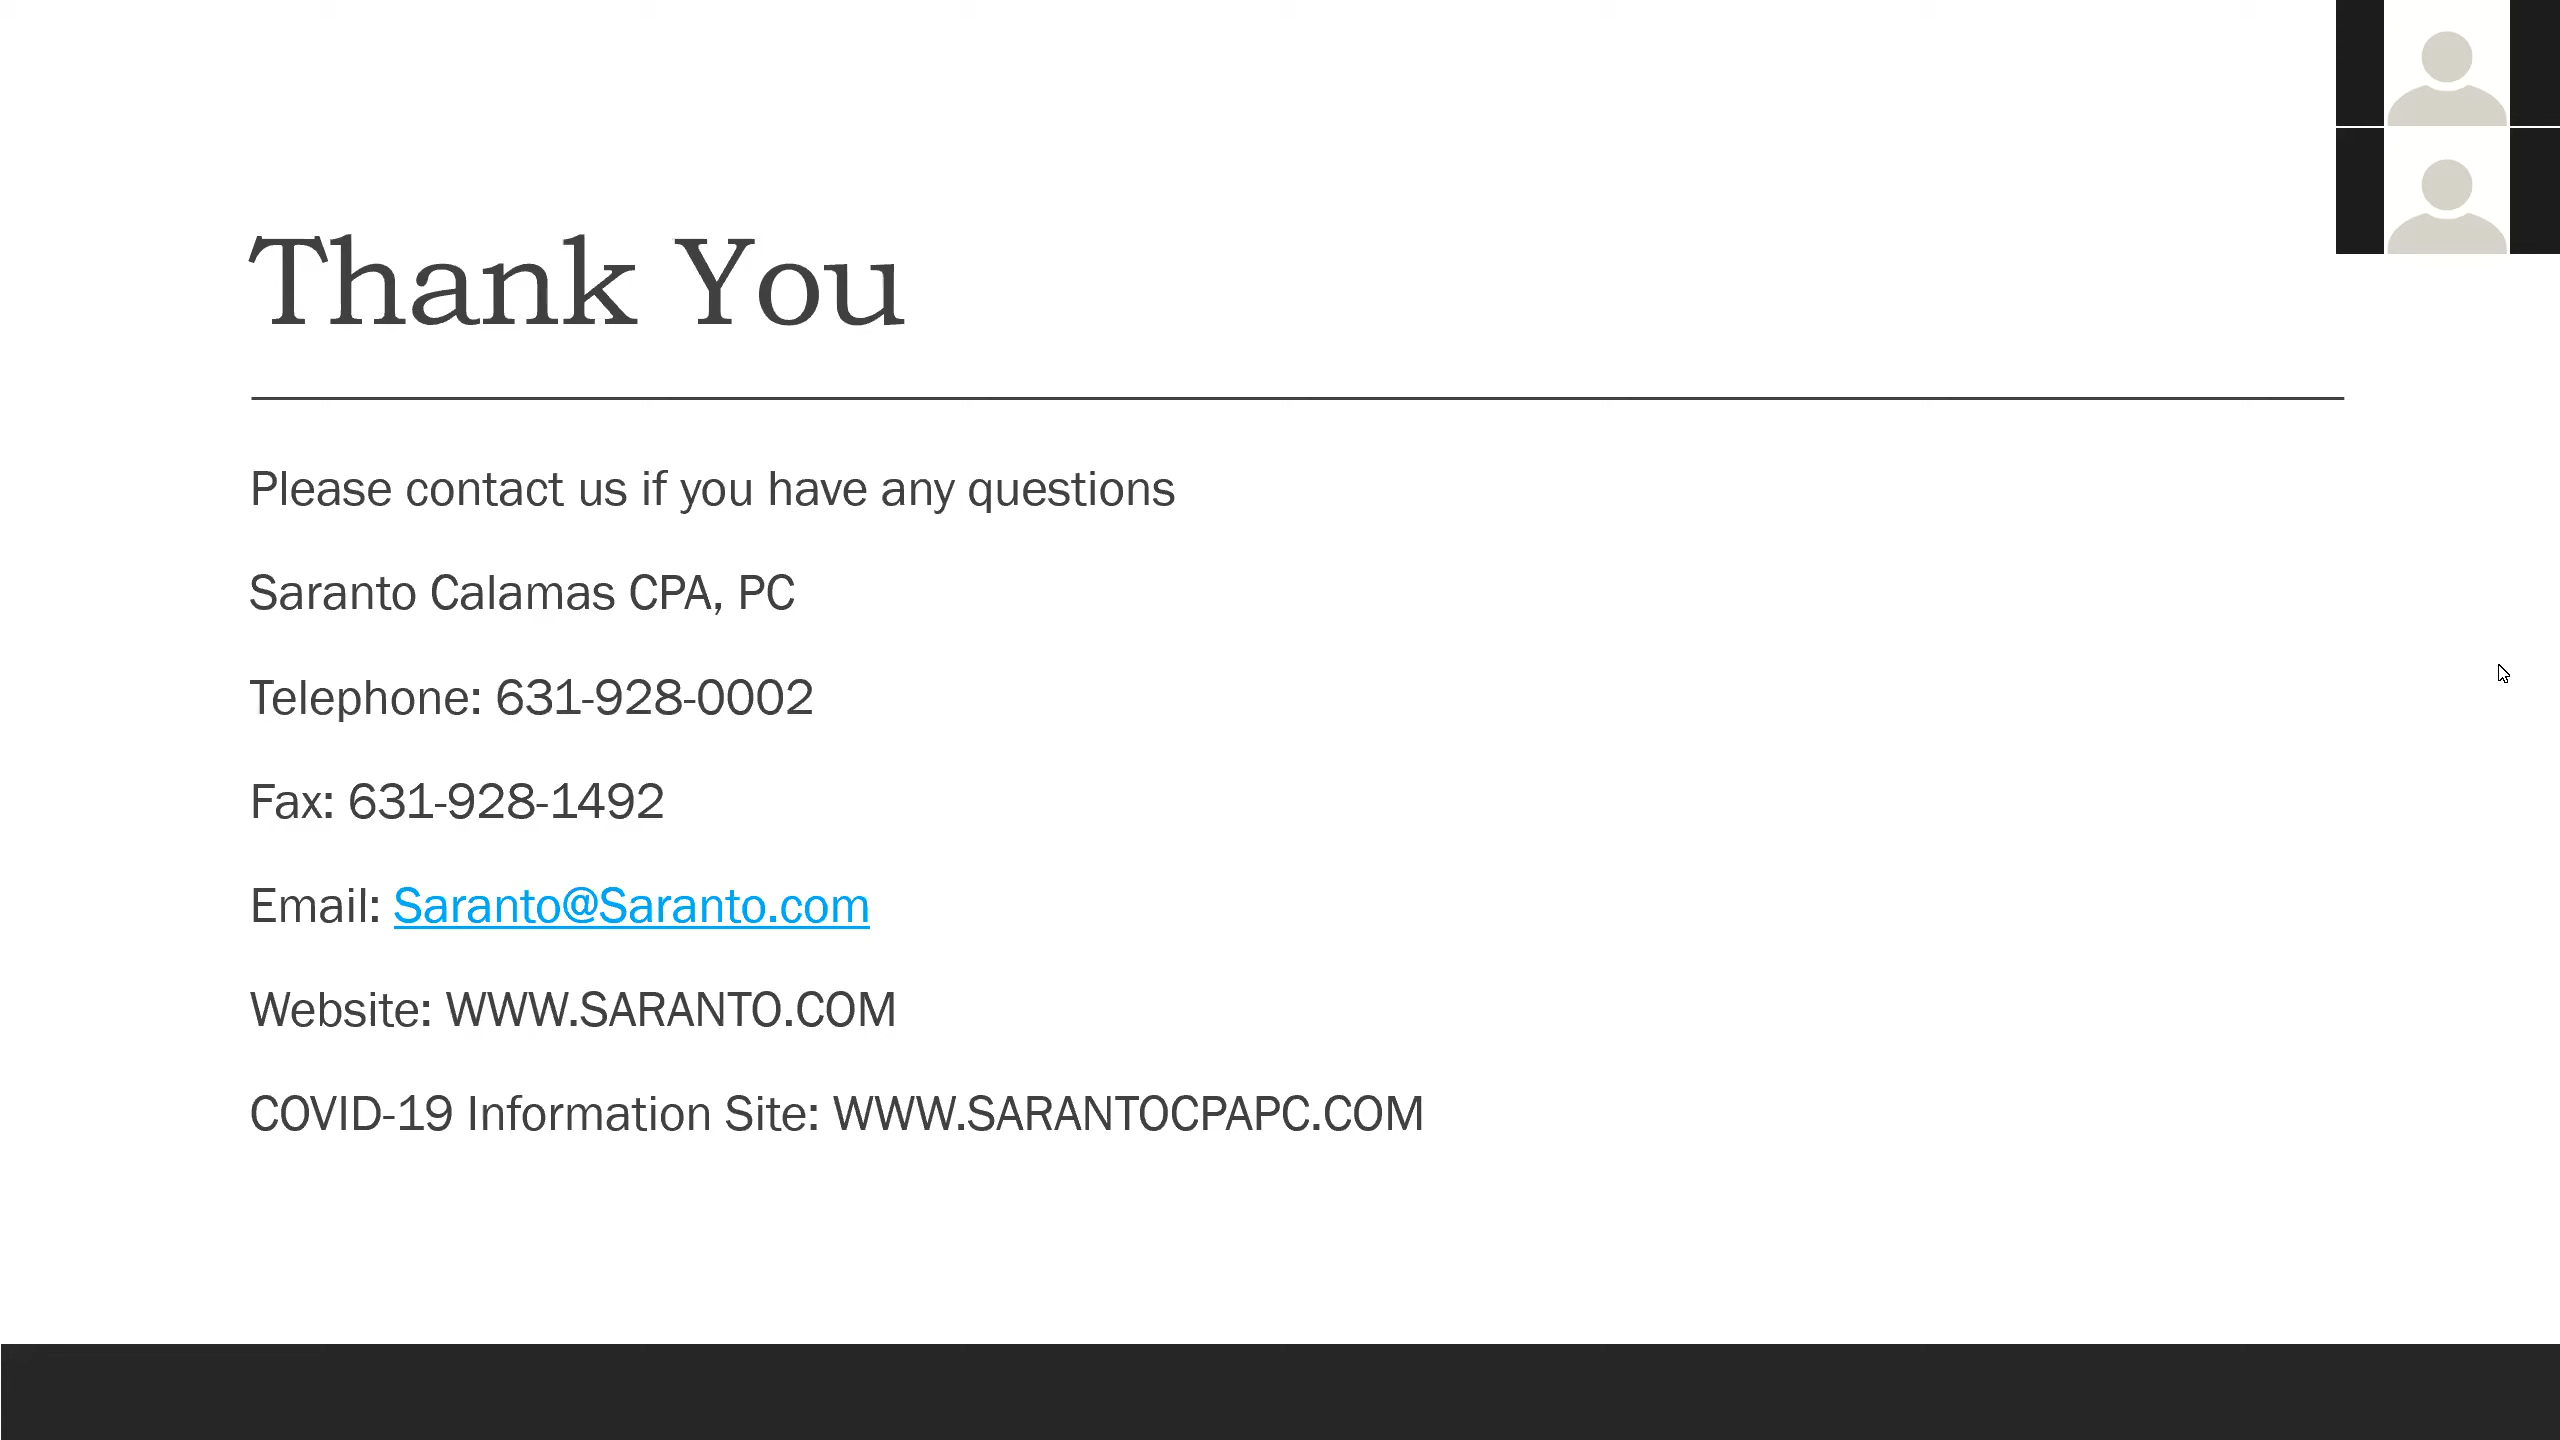 Thank You
Please contact us if you have any questions
Saranto Calamas CPA, PC
Telephone: 631-928-0002
Fax: 631-928-1492
Email: Saranto@Saranto.com
Website: WWW.SARANTO.COM
COVID-19 Information Site: WWW.SARANTOCPAPC.COM